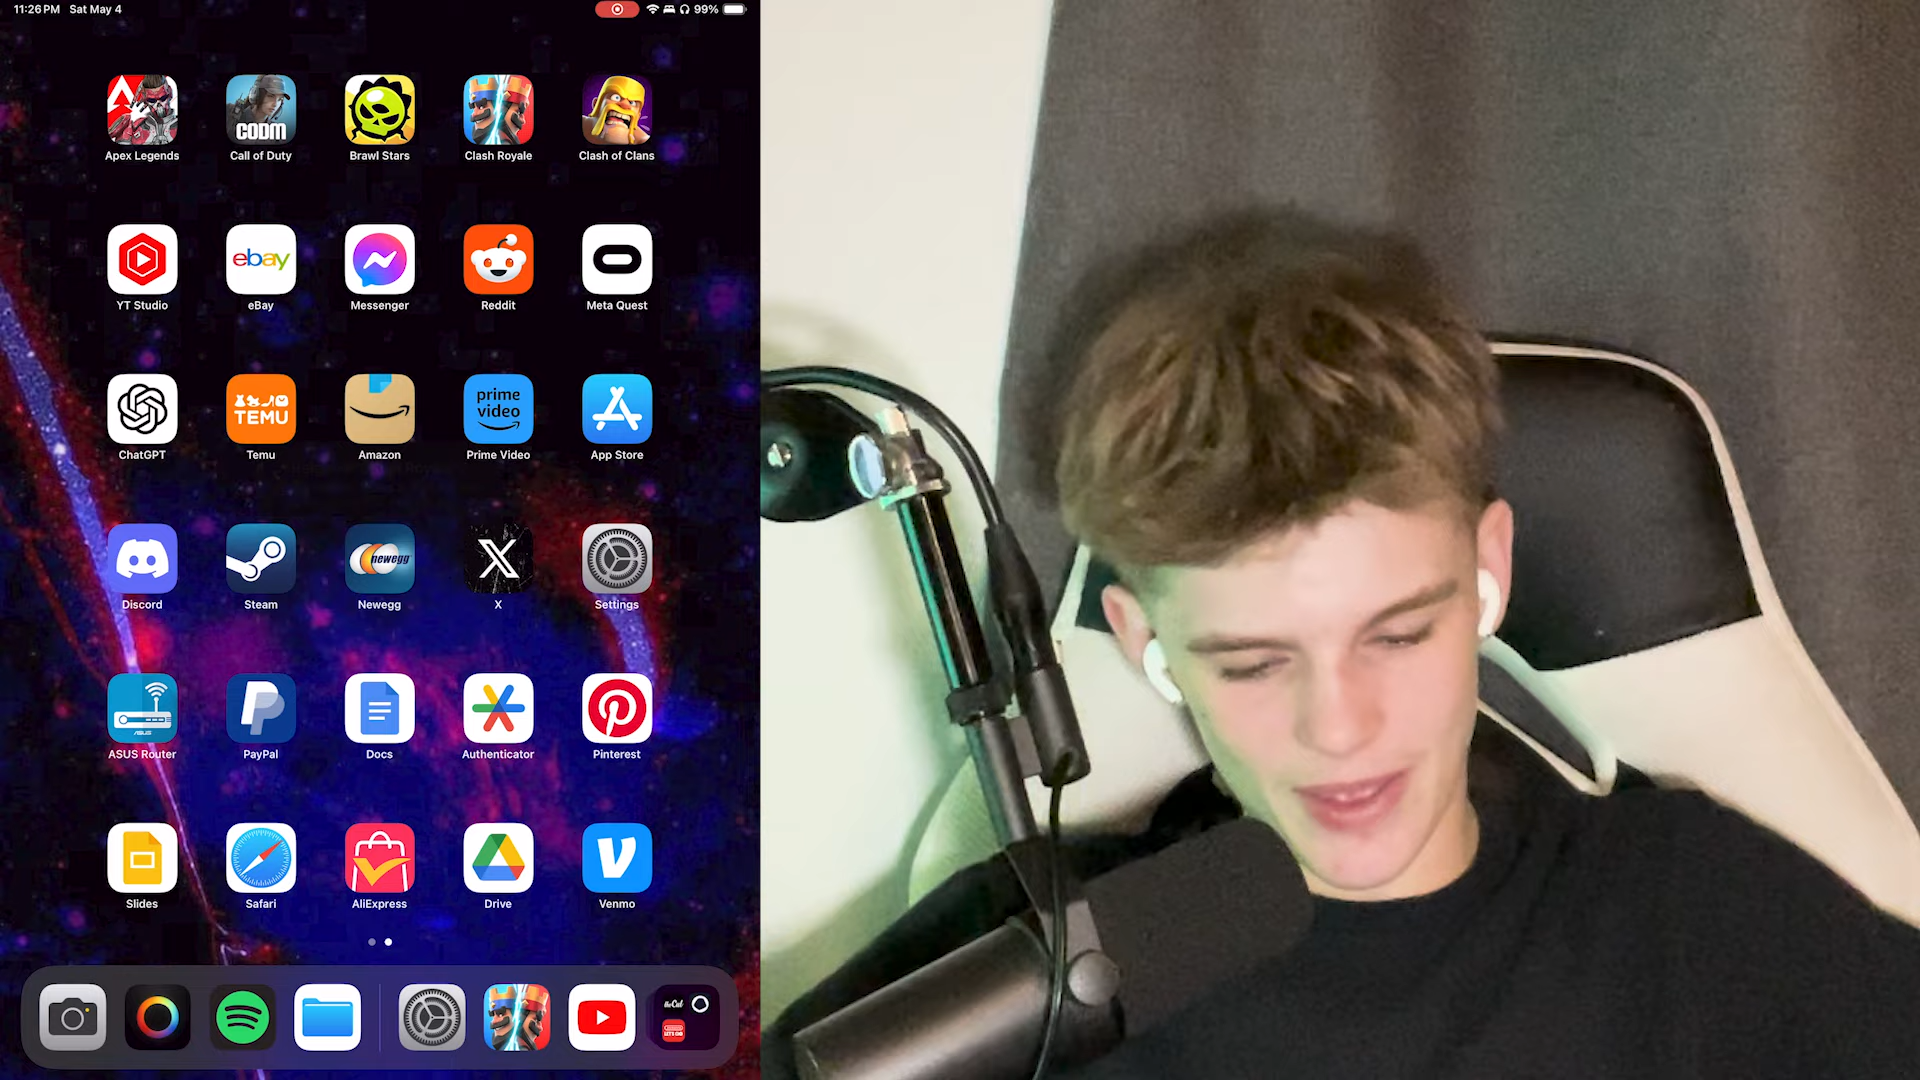 11:26 PM Sat May 4
99%
CODM
Apex Legends Call of Duty Brawl Stars Clash Royale Clash of Clans
ebay
YT Studio eBay Messenger Reddit Meta Quest
TEMU
prime
video
ChatGPT Temu Amazon Prime Video App Store
newegg
X
Discord Steam Newegg X Settings
ASUS
ASUS Router PayPal Docs Authenticator Pinterest
Slides Safari AliExpress Drive Venmo